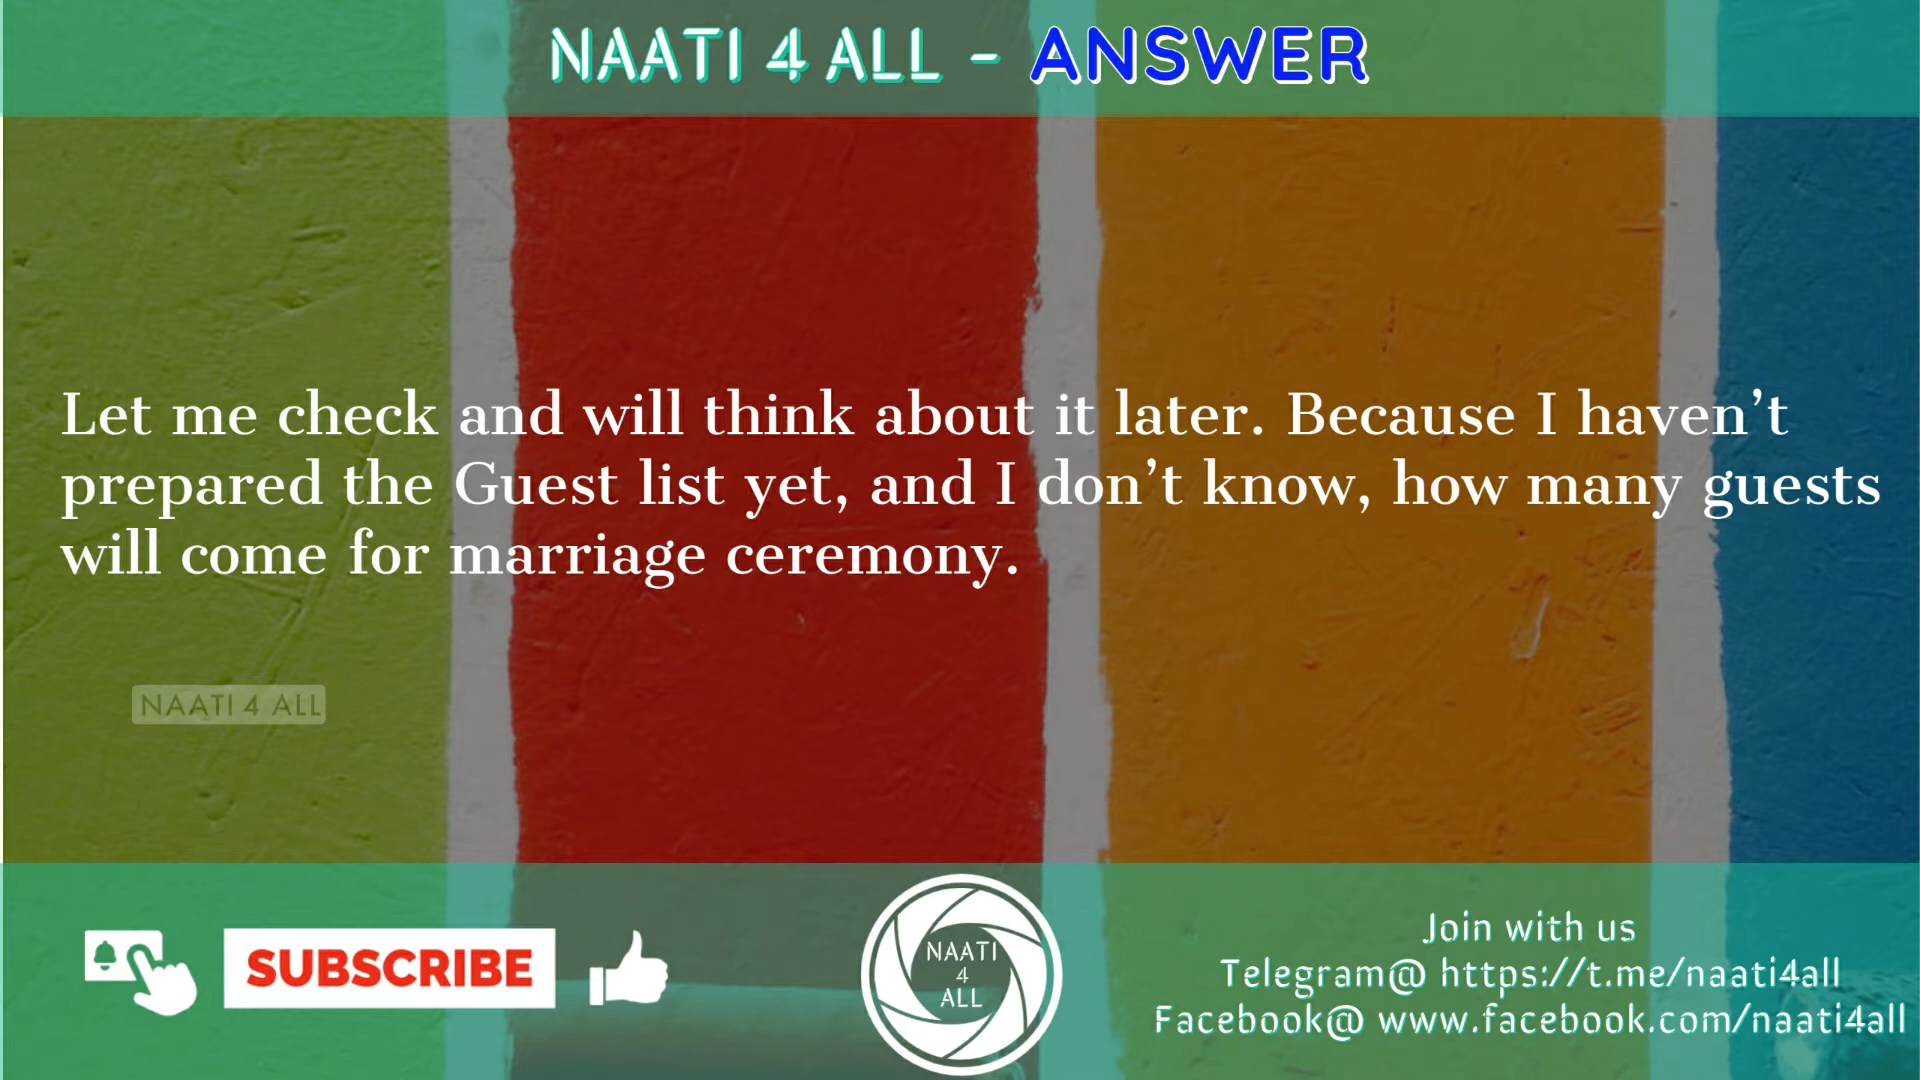 NAATI 4 ALL - ANSWER
Let me check and will think about it later. Because I haven’t
prepared the Guest list yet, and I don’t know, how many guests
will come for marriage ceremony.
NAATI 4 ALL
SUBSCRIBE
NAATI
4
ALL
Join with us
Telegram@ https://t.me/naati4all
Facebook@ www.facebook.com/naati4all